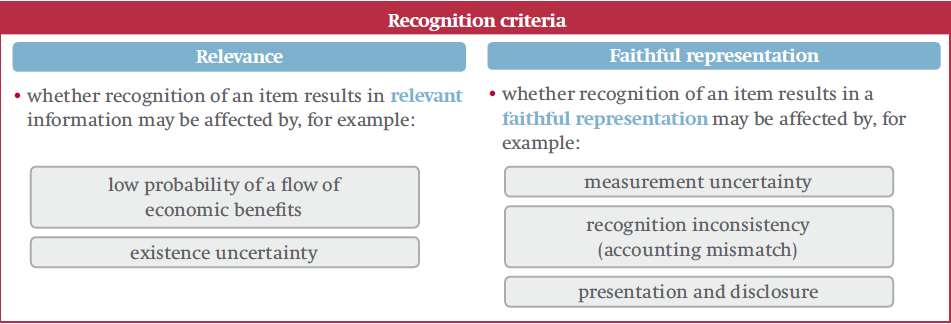 Recognition criteria
Relevance
• whether recognition of an item results in relevant
information may be affected by, for example:
low probability of a flow of
economic benefits
existence uncertainty
Faithful representation
• whether recognition of an item results in a
faithful representation may be affected by, for
example:
measurement uncertainty
recognition inconsistency
(accounting mismatch)
presentation and disclosure